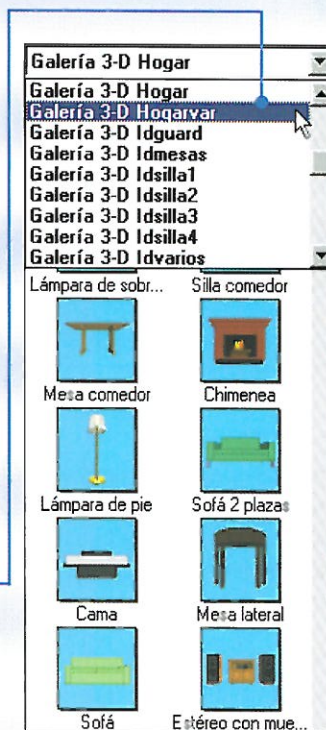 Galería 3-D Hogar
Galería 3-D Hogar
Galería 3-D Hogarvar
Galería 3-D Idguard
Galería 3-D Idmesas
Galería 3-D Idsilla1
Galería 3-D Idsilla2
Galería 3-D Idsilla3
Galería 3-D Idsilla4
Galería 3-D Idvarios
Lámpara de sobr... Silla comedor
Mesa comedor Chimenea
Lámpara de pie Sofá 2 plazas
Cama Mesa lateral
Sofá Estéreo con mue...